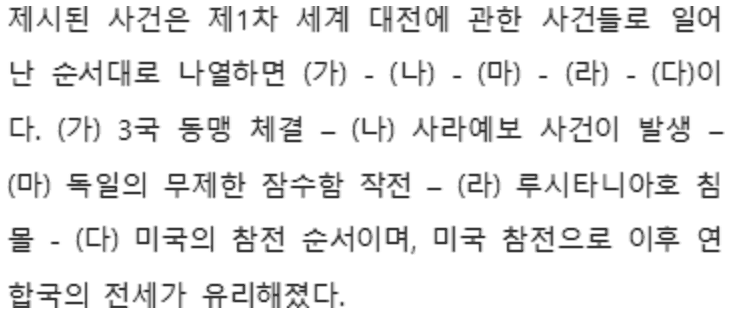 제시된 사건은 제1차 세계 대전에 관한 사건들로 일어
난 순서대로 나열하면 (가) - (나) - (마) - (라) - (다)이
다. (가) 3국 동맹 체결 – (나) 사라예보 사건이 발생 –
(마) 독일의 무제한 잠수함 작전 – (라) 루시타니아호 침
몰 - (다) 미국의 참전 순서이며, 미국 참전으로 이후 연
합국의 전세가 유리해졌다.